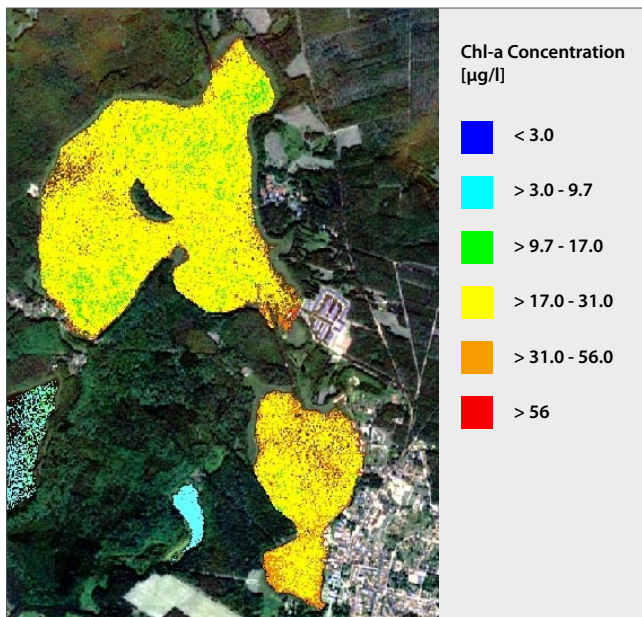 Chl-a Concentration
[µg/l]
< 3.0
> 3.0 - 9.7
> 9.7 - 17.0
> 17.0 - 31.0
> 31.0 - 56.0
> 56